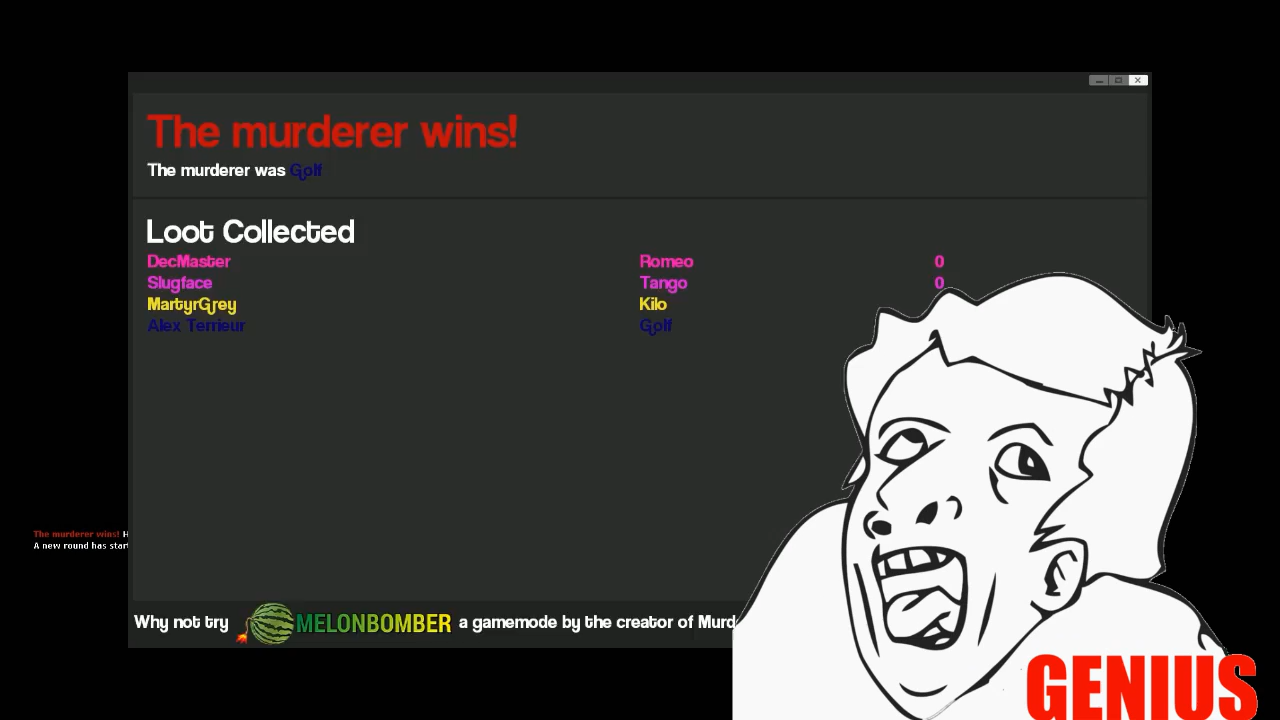 The murderer wins!
The murderer was Golf
Loot Collected
DecMaster Romeo 0
Slugface Tango 0
MartyrGrey Kilo
Alex Terrieur Golf
The murderer wins! H
A new round has start
Why not try MELONBOMBER a gamemode by the creator of Murd
GENIUS